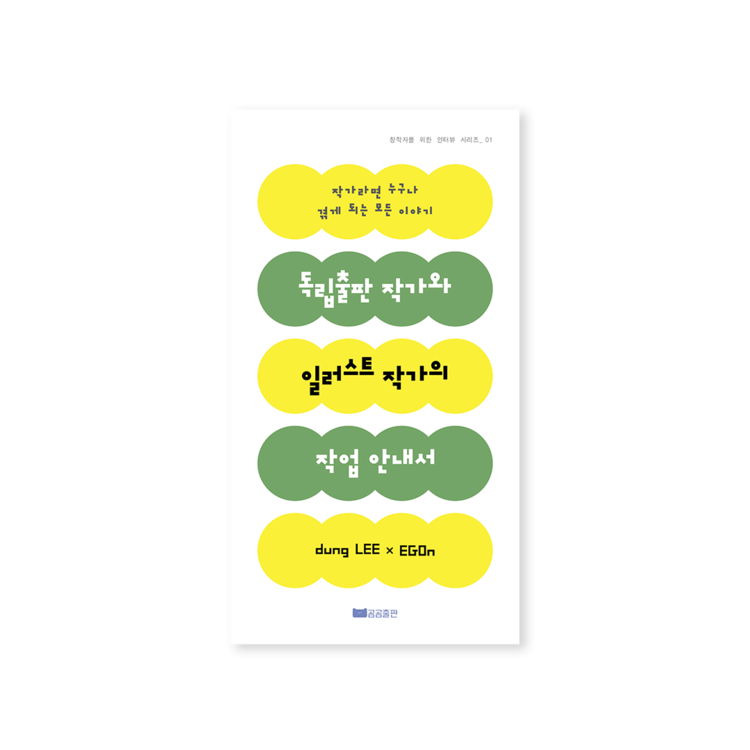 창작자를 위한 인터뷰 시리즈_ 01
작가라면 누구나
겪게 되는 모든 이야기
독립출판 작가와
일러스트 작가의
작업 안내서
dung LEE × EGOn
곰곰출판